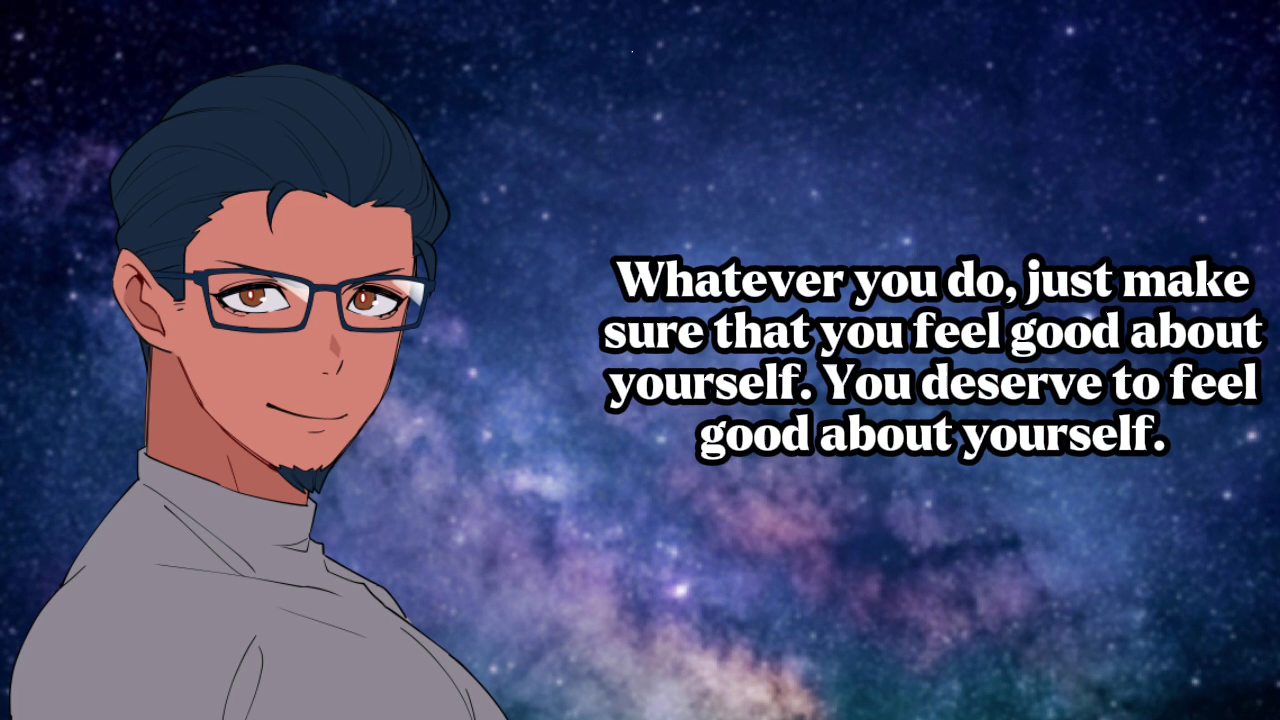 Whatever you do, just make
sure that you feel good about
yourself. You deserve to feel
good about yourself.